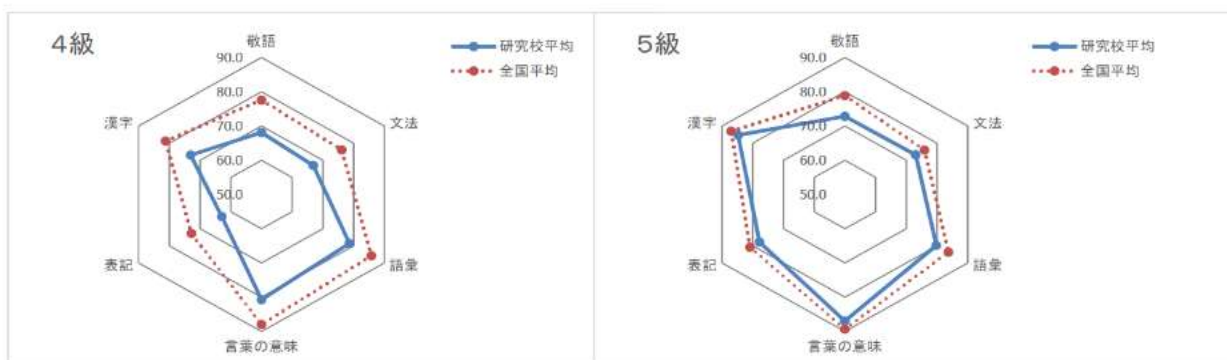 4級
敬語
文法
語彙
言葉の意味
表記
漢字
90.0
80.0
70.0
60.0
50.0
研究校平均
全国平均
5級
敬語
文法
語彙
言葉の意味
表記
漢字
90.0
80.0
70.0
60.0
50.0
研究校平均
全国平均